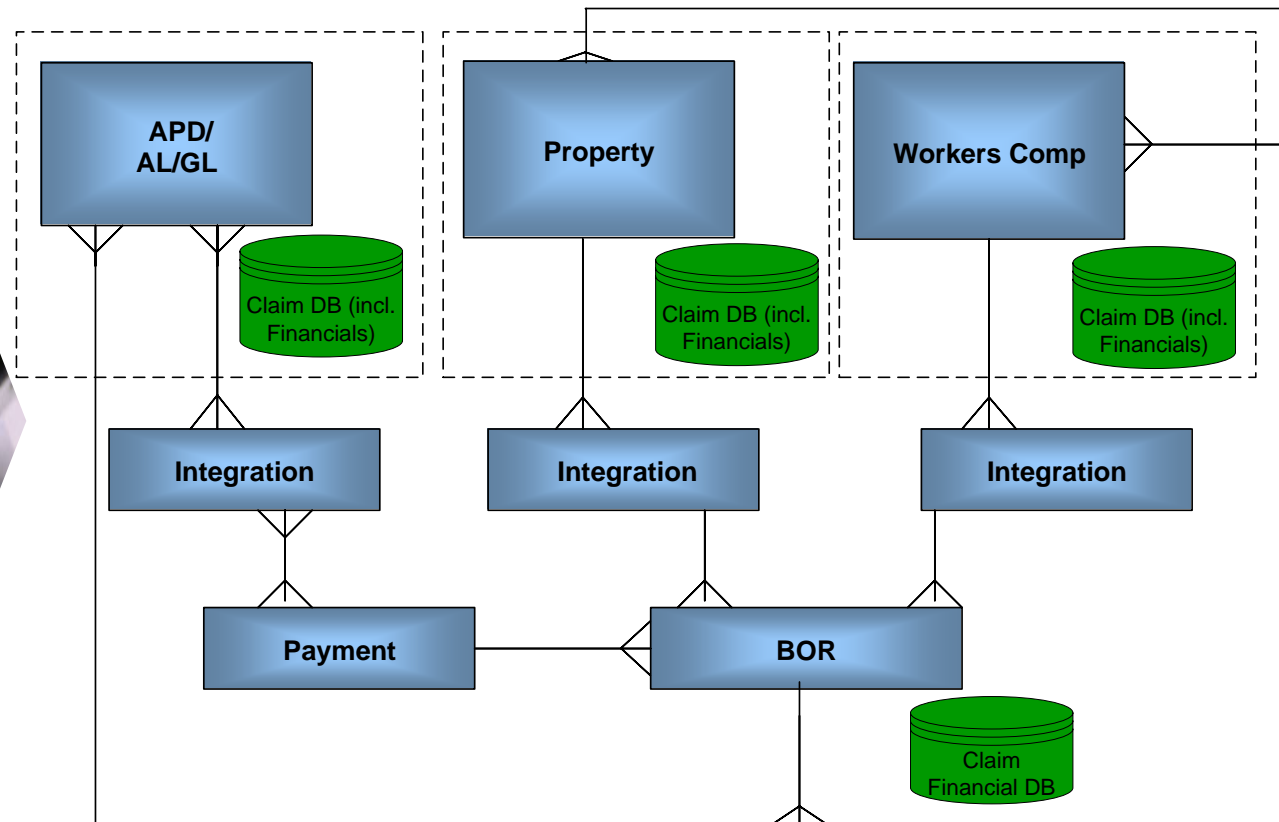 APD/
AL/GL
Property
Workers Comp
Claim DB (incl.
Financials)
Claim DB (incl.
Financials)
Claim DB (incl.
Financials)
Integration
Integration
Integration
Payment
BOR
Claim
Financial DB